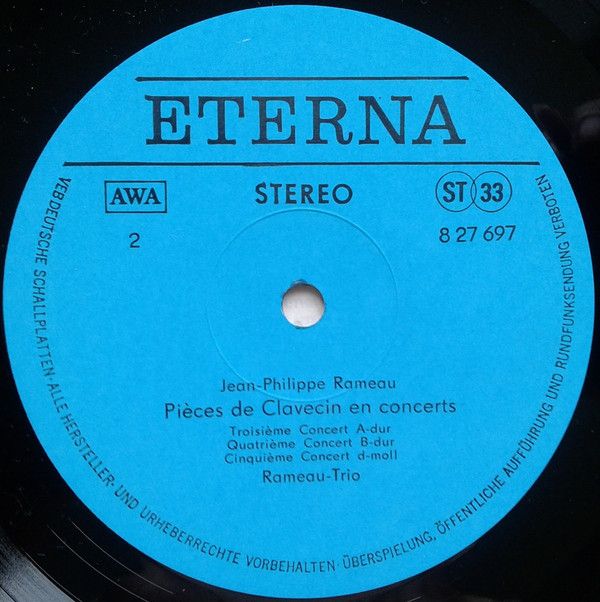 ETERNA
AWA
STEREO
ST 33
2
8 27 697
Jean-Philippe Rameau
Pièces de Clavecin en concerts
Troisième Concert A-dur
Quatrième Concert B-dur
Cinquième Concert d-moll
Rameau-Trio
VEB DEUTSCHE SCHALLPLATTEN · ALLE HERSTELLER- UND URHEBERRECHTE VORBEHALTEN · ÜBERSPIELUNG, ÖFFENTLICHE AUFFÜHRUNG UND RUNDFUNKSENDUNG VERBOTEN